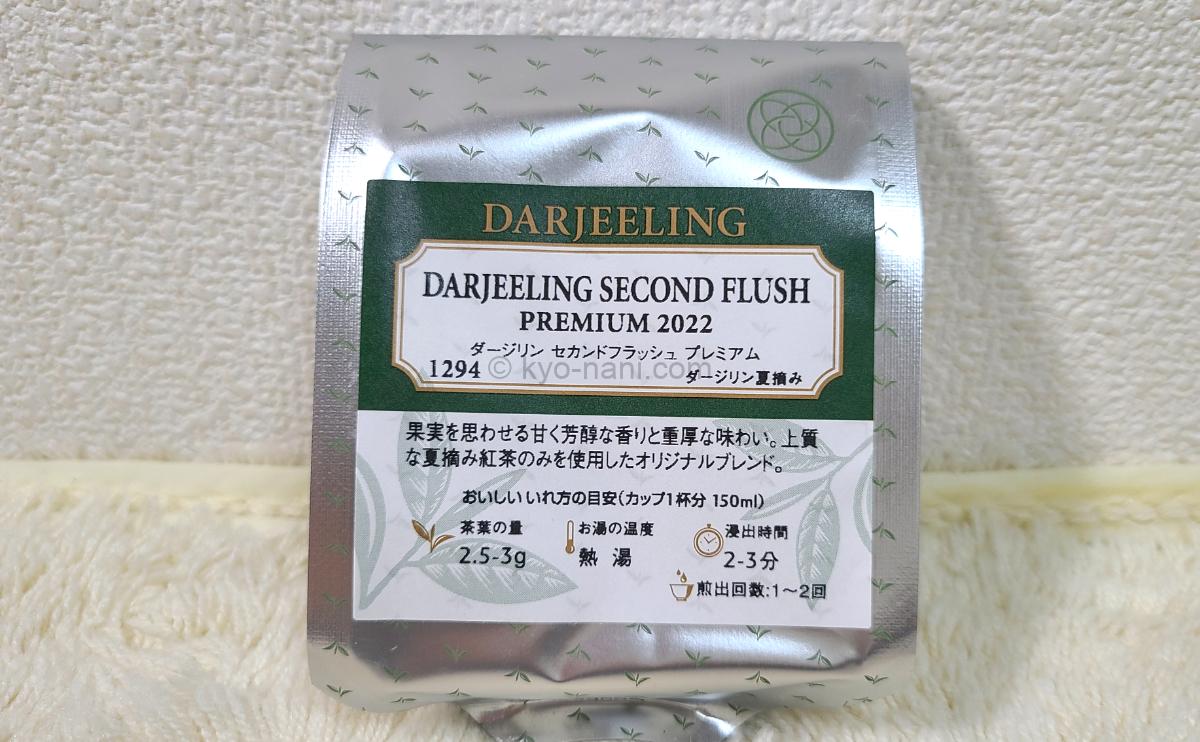 DARJEELING
DARJEELING SECOND FLUSH
PREMIUM 2022
ダージリン セカンドフラッシュ プレミアム
1294 © kyo-nani.com
ダージリン夏摘み
果実を思わせる甘く芳醇な香りと重厚な味わい。上質
な夏摘み紅茶のみを使用したオリジナルブレンド。
おいしいいれ方の目安(カップ1杯分 150ml)
茶葉の量 お湯の温度 浸出時間
2.5-3g 熱 湯 2-3分
煎出回数:1〜2回